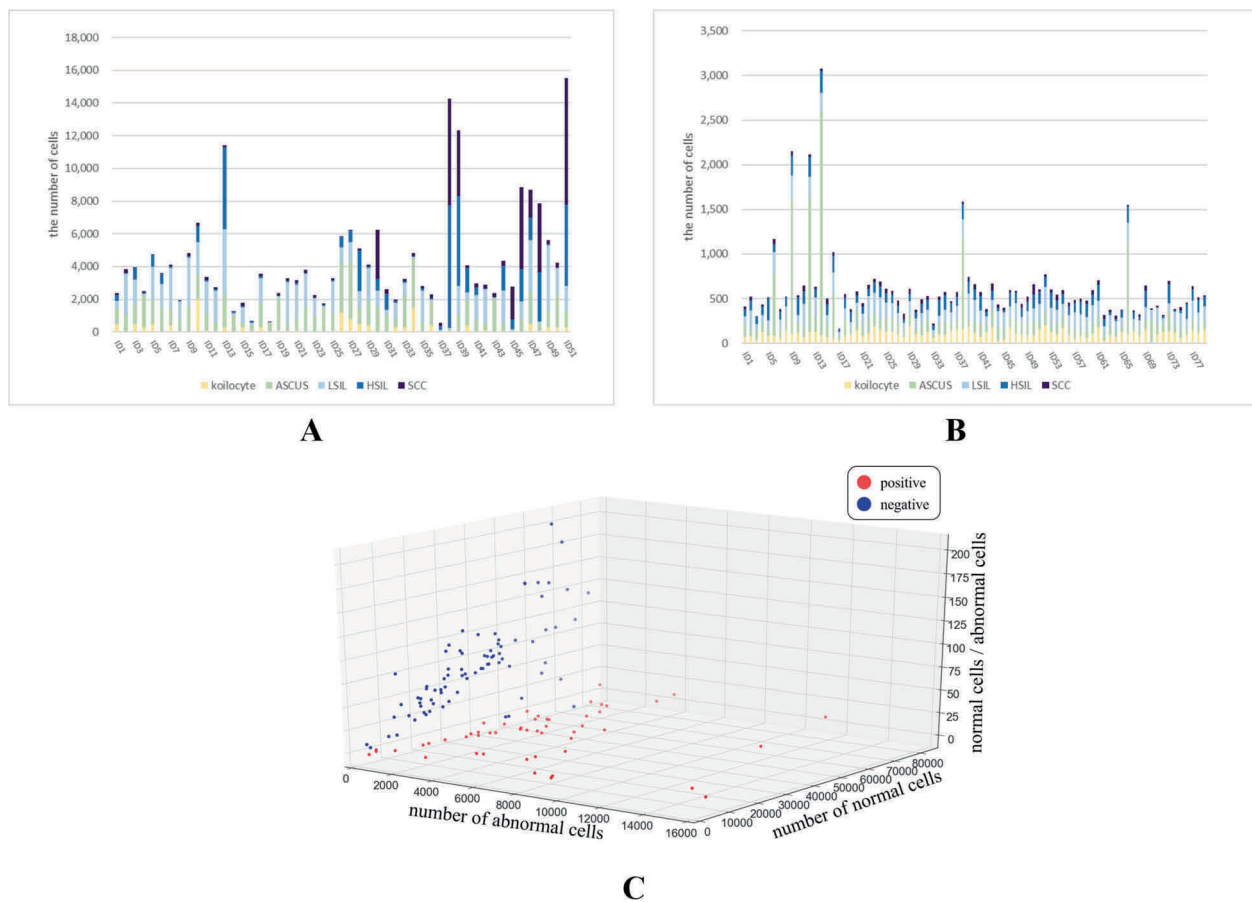 18,000
16,000
14,000
12,000
10,000
8,000
6,000
4,000
2,000
0
the number of cells
ID1 ID3 ID5 ID7 ID9 ID11 ID13 ID15 ID17 ID19 ID21 ID23 ID25 ID27 ID29 ID31 ID33 ID35 ID37 ID39 ID41 ID43 ID45 ID47 ID49 ID51
koilocyte ASCUS LSIL HSIL SCC
A
3,500
3,000
2,500
2,000
1,500
1,000
500
0
the number of cells
ID1 ID5 ID9 ID13 ID17 ID21 ID25 ID29 ID33 ID37 ID41 ID45 ID49 ID53 ID57 ID61 ID65 ID69 ID73 ID77
koilocyte ASCUS LSIL HSIL SCC
B
positive
negative
200
175
150
125
100
75
50
25
0
normal cells / abnormal cells
0 2000 4000 6000 8000 10000 12000 14000 16000
number of abnormal cells
0 10000 20000 30000 40000 50000 60000 70000 80000
number of normal cells
C